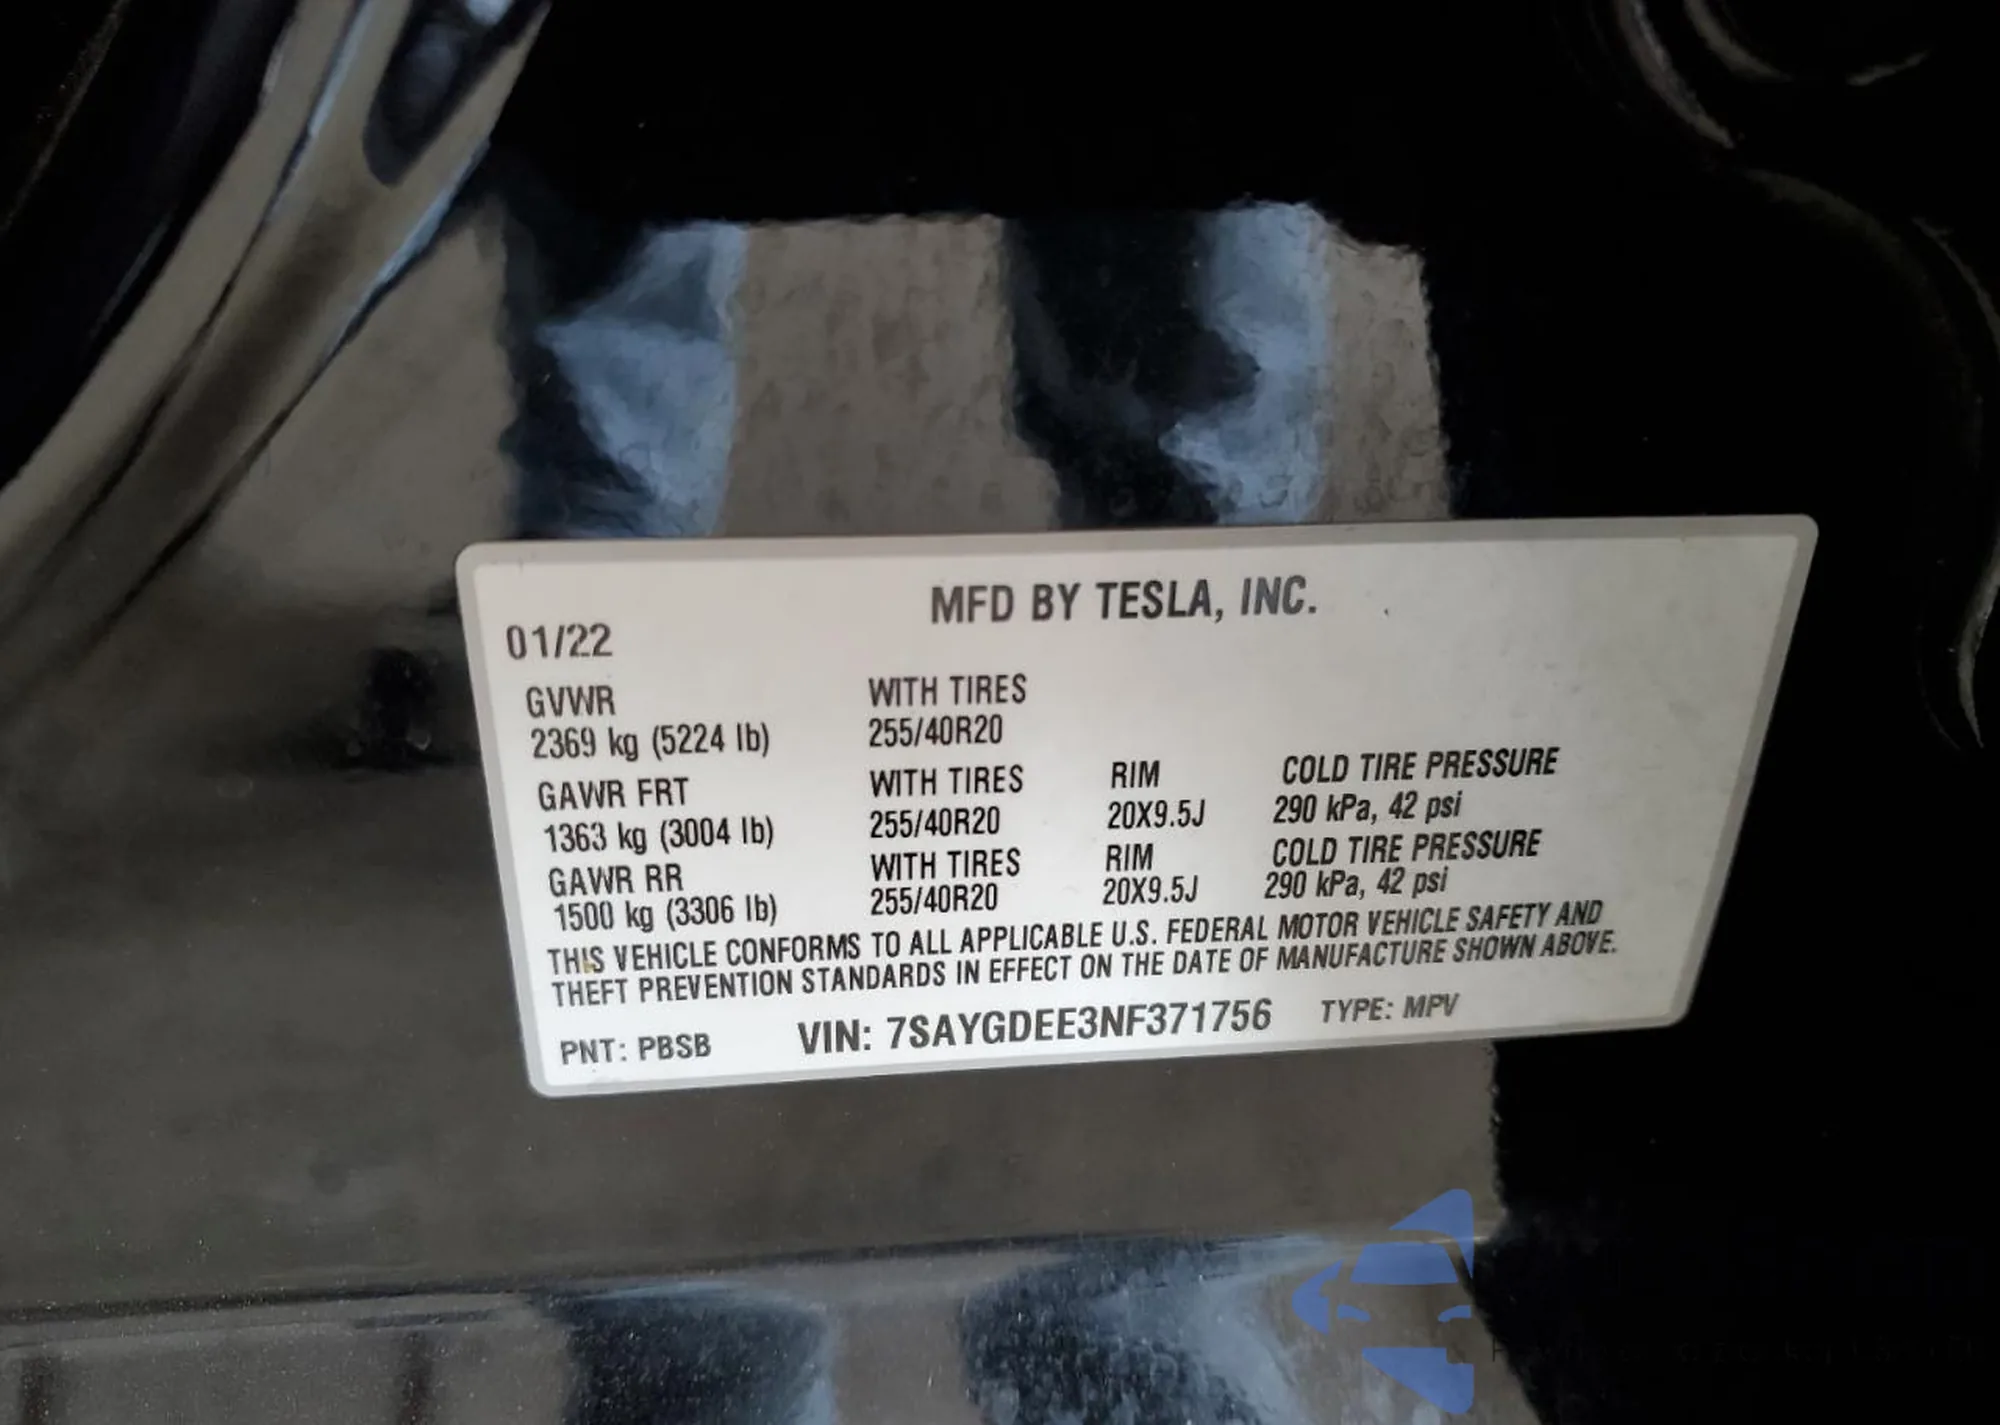 MFD BY TESLA, INC.
01/22
GVWR WITH TIRES
2369 kg (5224 lb) 255/40R20
GAWR FRT WITH TIRES RIM COLD TIRE PRESSURE
1363 kg (3004 lb) 255/40R20 20X9.5J 290 kPa, 42 psi
GAWR RR WITH TIRES RIM COLD TIRE PRESSURE
1500 kg (3306 lb) 255/40R20 20X9.5J 290 kPa, 42 psi
THIS VEHICLE CONFORMS TO ALL APPLICABLE U.S. FEDERAL MOTOR VEHICLE SAFETY AND
THEFT PREVENTION STANDARDS IN EFFECT ON THE DATE OF MANUFACTURE SHOWN ABOVE.
PNT: PBSB VIN: 7SAYGDEE3NF371756 TYPE: MPV